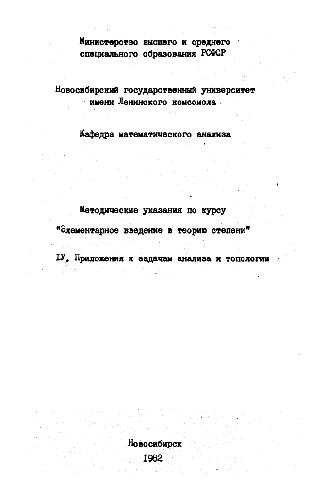 Министерство высшего и среднего
специального образования РСФСР
Новосибирский государственный университет
имени Ленинского комсомола
Кафедра математического анализа
Методические указания по курсу
"Элементарное введение в теорию степени"
IУ. Приложения к задачам анализа и топологии
Новосибирск
1982